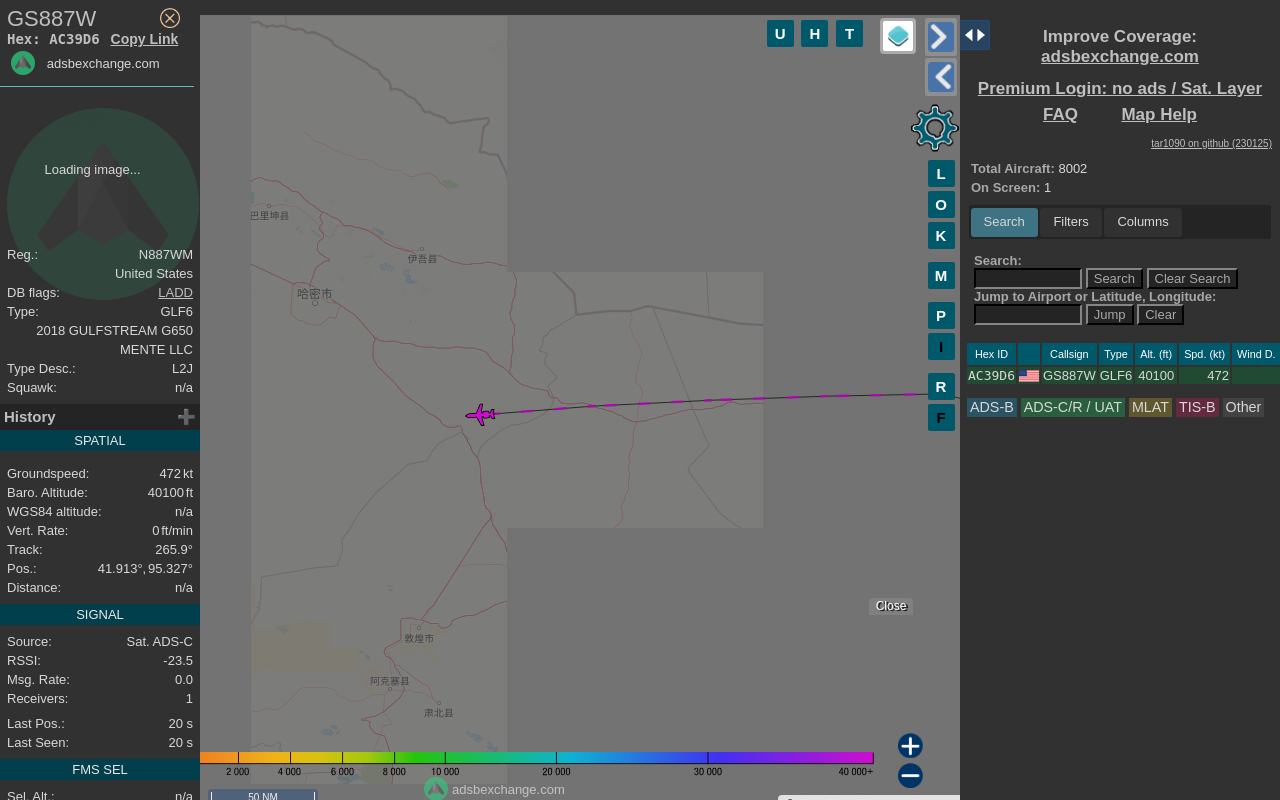 GS887W
Hex: AC39D6 Copy Link
adsbexchange.com
Loading image...
Reg.: N887WM
United States
DB flags: LADD
Type: GLF6
2018 GULFSTREAM G650
MENTE LLC
Type Desc.: L2J
Squawk: n/a
History
SPATIAL
Groundspeed: 472 kt
Baro. Altitude: 40100 ft
WGS84 altitude: n/a
Vert. Rate: 0 ft/min
Track: 265.9°
Pos.: 41.913°, 95.327°
Distance: n/a
SIGNAL
Source: Sat. ADS-C
RSSI: -23.5
Msg. Rate: 0.0
Receivers: 1
Last Pos.: 20 s
Last Seen: 20 s
FMS SEL
Sel. Alt.: n/a
U H T
L
O
K
M
P
I
R
F
巴里坤县
伊吾县
哈密市
敦煌市
阿克塞县
肃北县
Close
2 000 4 000 6 000 8 000 10 000 20 000 30 000 40 000+
50 NM
adsbexchange.com
Improve Coverage:
adsbexchange.com
Premium Login: no ads / Sat. Layer
FAQ Map Help
tar1090 on github (230125)
Total Aircraft: 8002
On Screen: 1
Search Filters Columns
Search:
Search Clear Search
Jump to Airport or Latitude, Longitude:
Jump Clear
Hex ID Callsign Type Alt. (ft) Spd. (kt) Wind D.
AC39D6 GS887W GLF6 40100 472
ADS-B ADS-C/R / UAT MLAT TIS-B Other